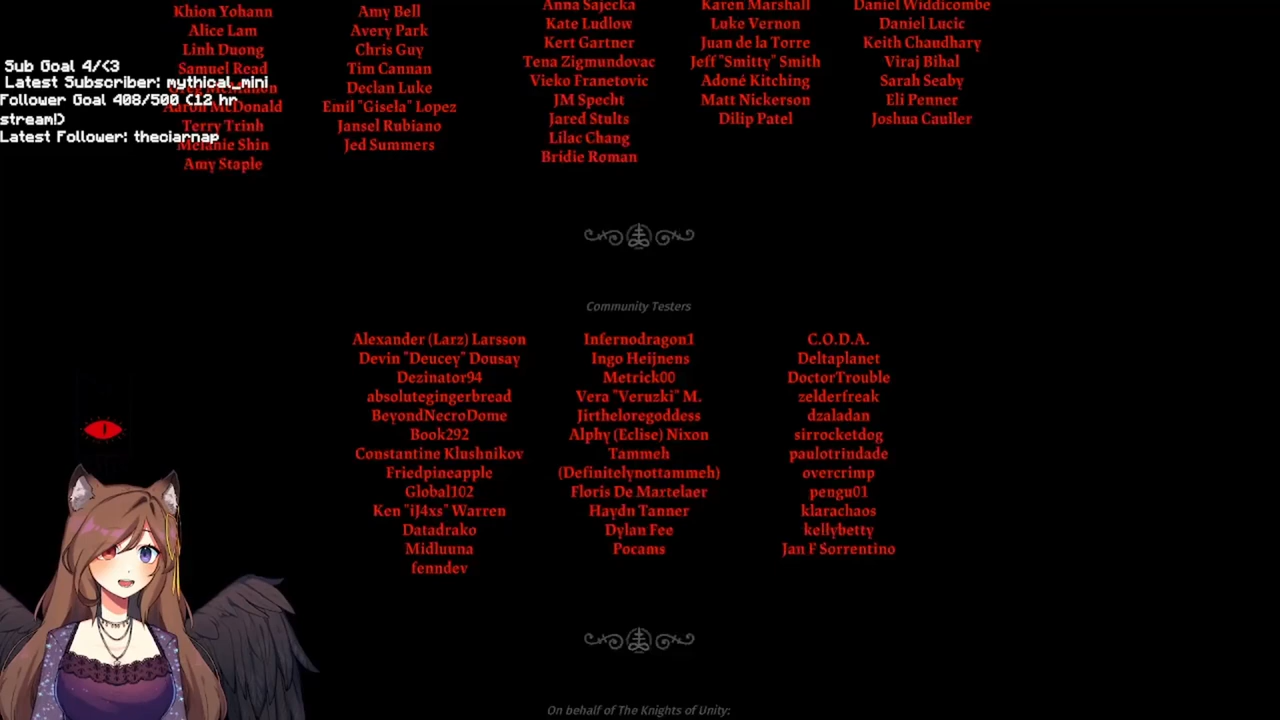 Khion Yohann
Alice Lam
Linh Duong
Samuel Read
Greg McMahon
Aaron McDonald
Terry Trinh
Melanie Shin
Amy Staple
Amy Bell
Avery Park
Chris Guy
Tim Cannan
Declan Luke
Emil "Gisela" Lopez
Jansel Rubiano
Jed Summers
Anna Sajecka
Kate Ludlow
Kert Gartner
Tena Zigmundovac
Vieko Franetovic
JM Specht
Jared Stults
Lilac Chang
Bridie Roman
Karen Marshall
Luke Vernon
Juan de la Torre
Jeff "Smitty" Smith
Adoné Kitching
Matt Nickerson
Dilip Patel
Daniel Widdicombe
Daniel Lucic
Keith Chaudhary
Viraj Bihal
Sarah Seaby
Eli Penner
Joshua Cauller
Sub Goal 4/<3
Latest Subscriber: mythical_mini
Follower Goal 408/500 (12 hr
stream!)
Latest Follower: theciarnap
Community Testers
Alexander (Larz) Larsson
Devin "Deucey" Dousay
Dezinator94
absolutegingerbread
BeyondNecroDome
Book292
Constantine Klushnikov
Friedpineapple
Global102
Ken "iJ4xs" Warren
Datadrako
Midluuna
fenndev
Infernodragon1
Ingo Heijnens
Metrick00
Vera "Veruzki" M.
Jirtheloregoddess
Alphy (Eclise) Nixon
Tammeh
(Definitelynottammeh)
Floris De Martelaer
Haydn Tanner
Dylan Fee
Pocams
C.O.D.A.
Deltaplanet
DoctorTrouble
zelderfreak
dzaladan
sirrocketdog
paulotrindade
overcrimp
pengu01
klarachaos
kellybetty
Jan F Sorrentino
On behalf of The Knights of Unity: